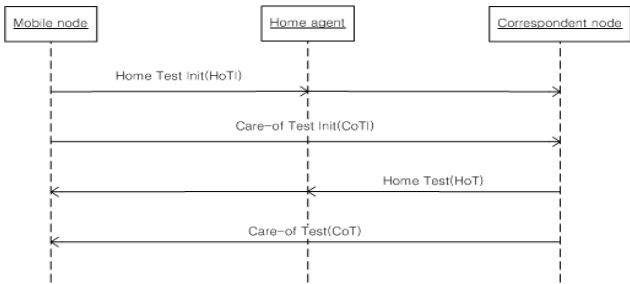 Mobile node
Home agent
Correspondent node
Home Test Init(HoTI)
Care-of Test Init(CoTI)
Home Test(HoT)
Care-of Test(CoT)